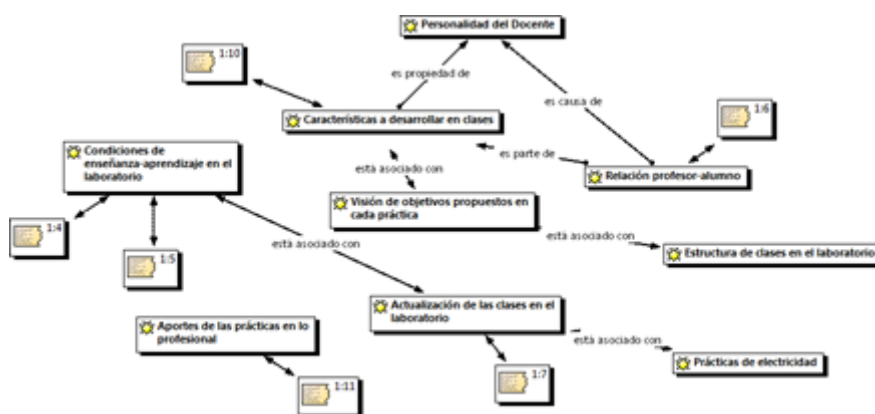 Personalidad del Docente
1:10
es propiedad de
es causa de
1:6
Características a desarrollar en clases
Condiciones de
enseñanza-aprendizaje en el
laboratorio
es parte de
está asociado con
Relación profesor-alumno
Visión de objetivos propuestos en
cada práctica
1:4
1:5
está asociado con
está asociado con
Estructura de clases en el laboratorio
Actualización de las clases en el
laboratorio
Aportes de las prácticas en lo
profesional
está asociado con
Prácticas de electricidad
1:11
1:7